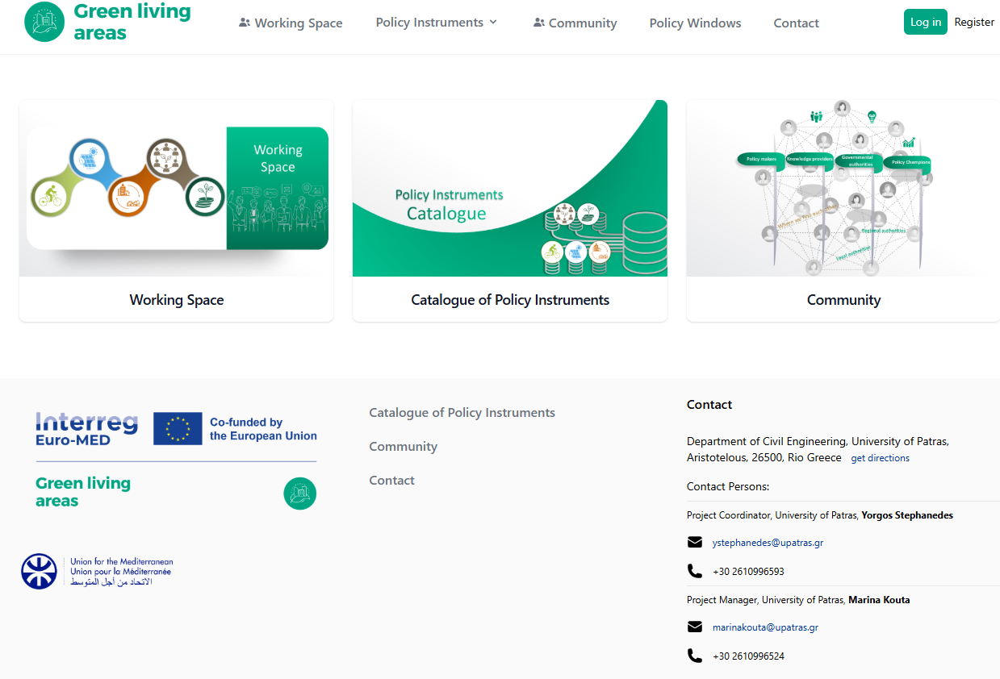 Green living
areas
Working Space
Policy Instruments
Community
Policy Windows
Contact
Log in
Register
Working
Space
Working Space
Policy Instruments
Catalogue
Catalogue of Policy Instruments
Policy makers
Knowledge providers
Governmental
authorities
Policy Champions
Where we find each other
Regional authorities
Local authorities
Community
Interreg
Euro-MED
Co-funded by
the European Union
Green living
areas
Union for the Mediterranean
Union pour la Méditerranée
الاتحاد من أجل المتوسط
Catalogue of Policy Instruments
Community
Contact
Contact
Department of Civil Engineering, University of Patras,
Aristotelous, 26500, Rio Greece get directions
Contact Persons:
Project Coordinator, University of Patras, Yorgos Stephanedes
ystephanedes@upatras.gr
+30 2610996593
Project Manager, University of Patras, Marina Kouta
marinakouta@upatras.gr
+30 2610996524